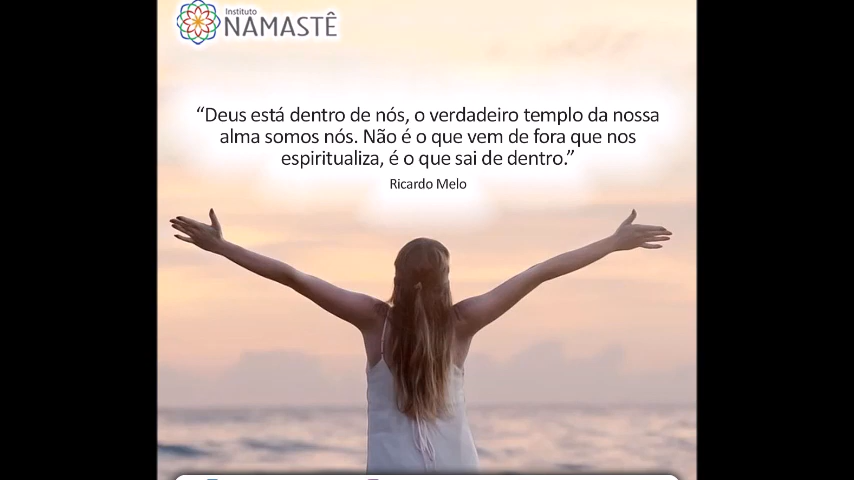 Instituto
NAMASTÊ
“Deus está dentro de nós, o verdadeiro templo da nossa
alma somos nós. Não é o que vem de fora que nos
espiritualiza, é o que sai de dentro.”
Ricardo Melo